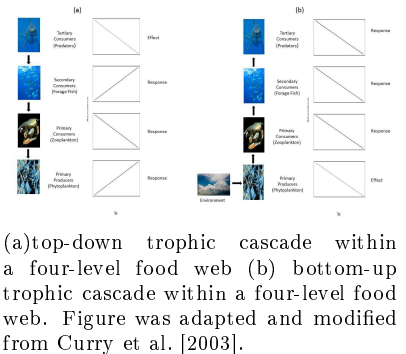 (a)
(b)
Tertiary
Consumers
(Predators)
Effect
Secondary
Consumers
(Forage Fish)
Response
Primary
Consumers
(Zooplankton)
Response
Primary
Producers
(Phytoplankton)
Response
Tertiary
Consumers
(Predators)
Response
Secondary
Consumers
(Forage Fish)
Response
Primary
Consumers
(Zooplankton)
Response
Environment
Primary
Producers
(Phytoplankton)
Effect
(a)top-down trophic cascade within
a four-level food web (b) bottom-up
trophic cascade within a four-level food
web. Figure was adapted and modified
from Curry et al. [2003].